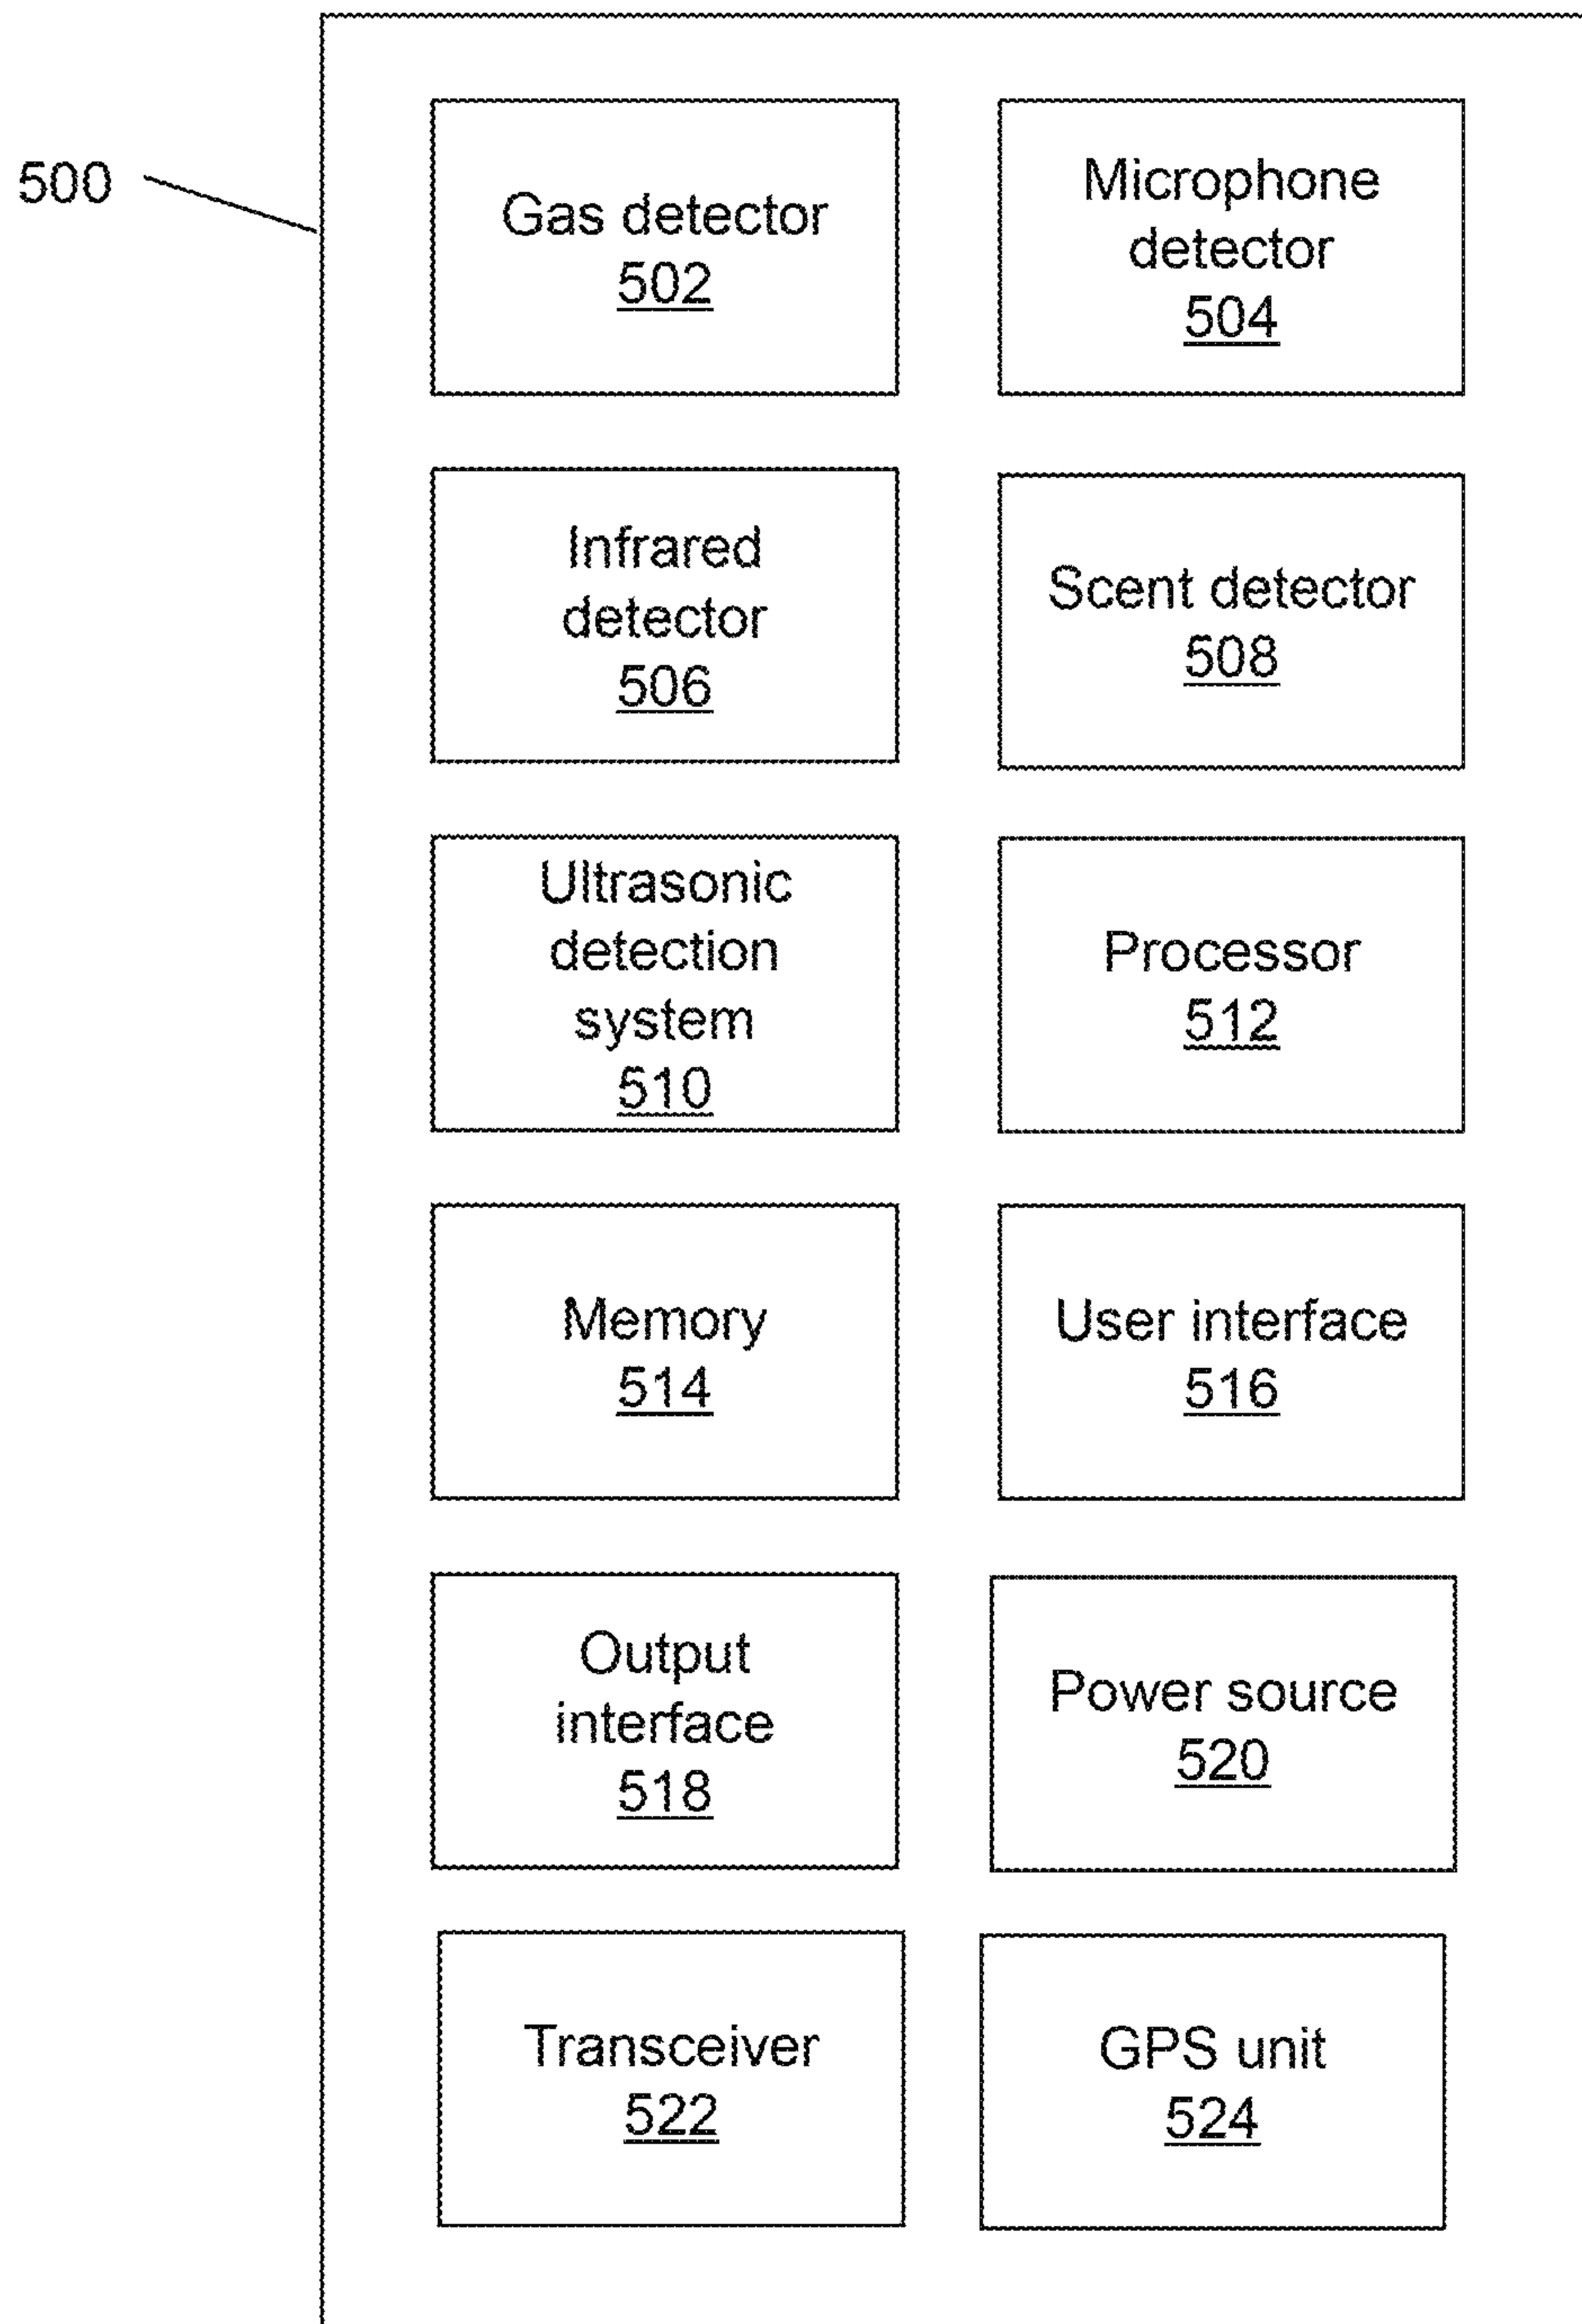 500
Gas detector
502
Microphone
detector
504
Infrared
detector
506
Scent detector
508
Ultrasonic
detection
system
510
Processor
512
Memory
514
User interface
516
Output
interface
518
Power source
520
Transceiver
522
GPS unit
524